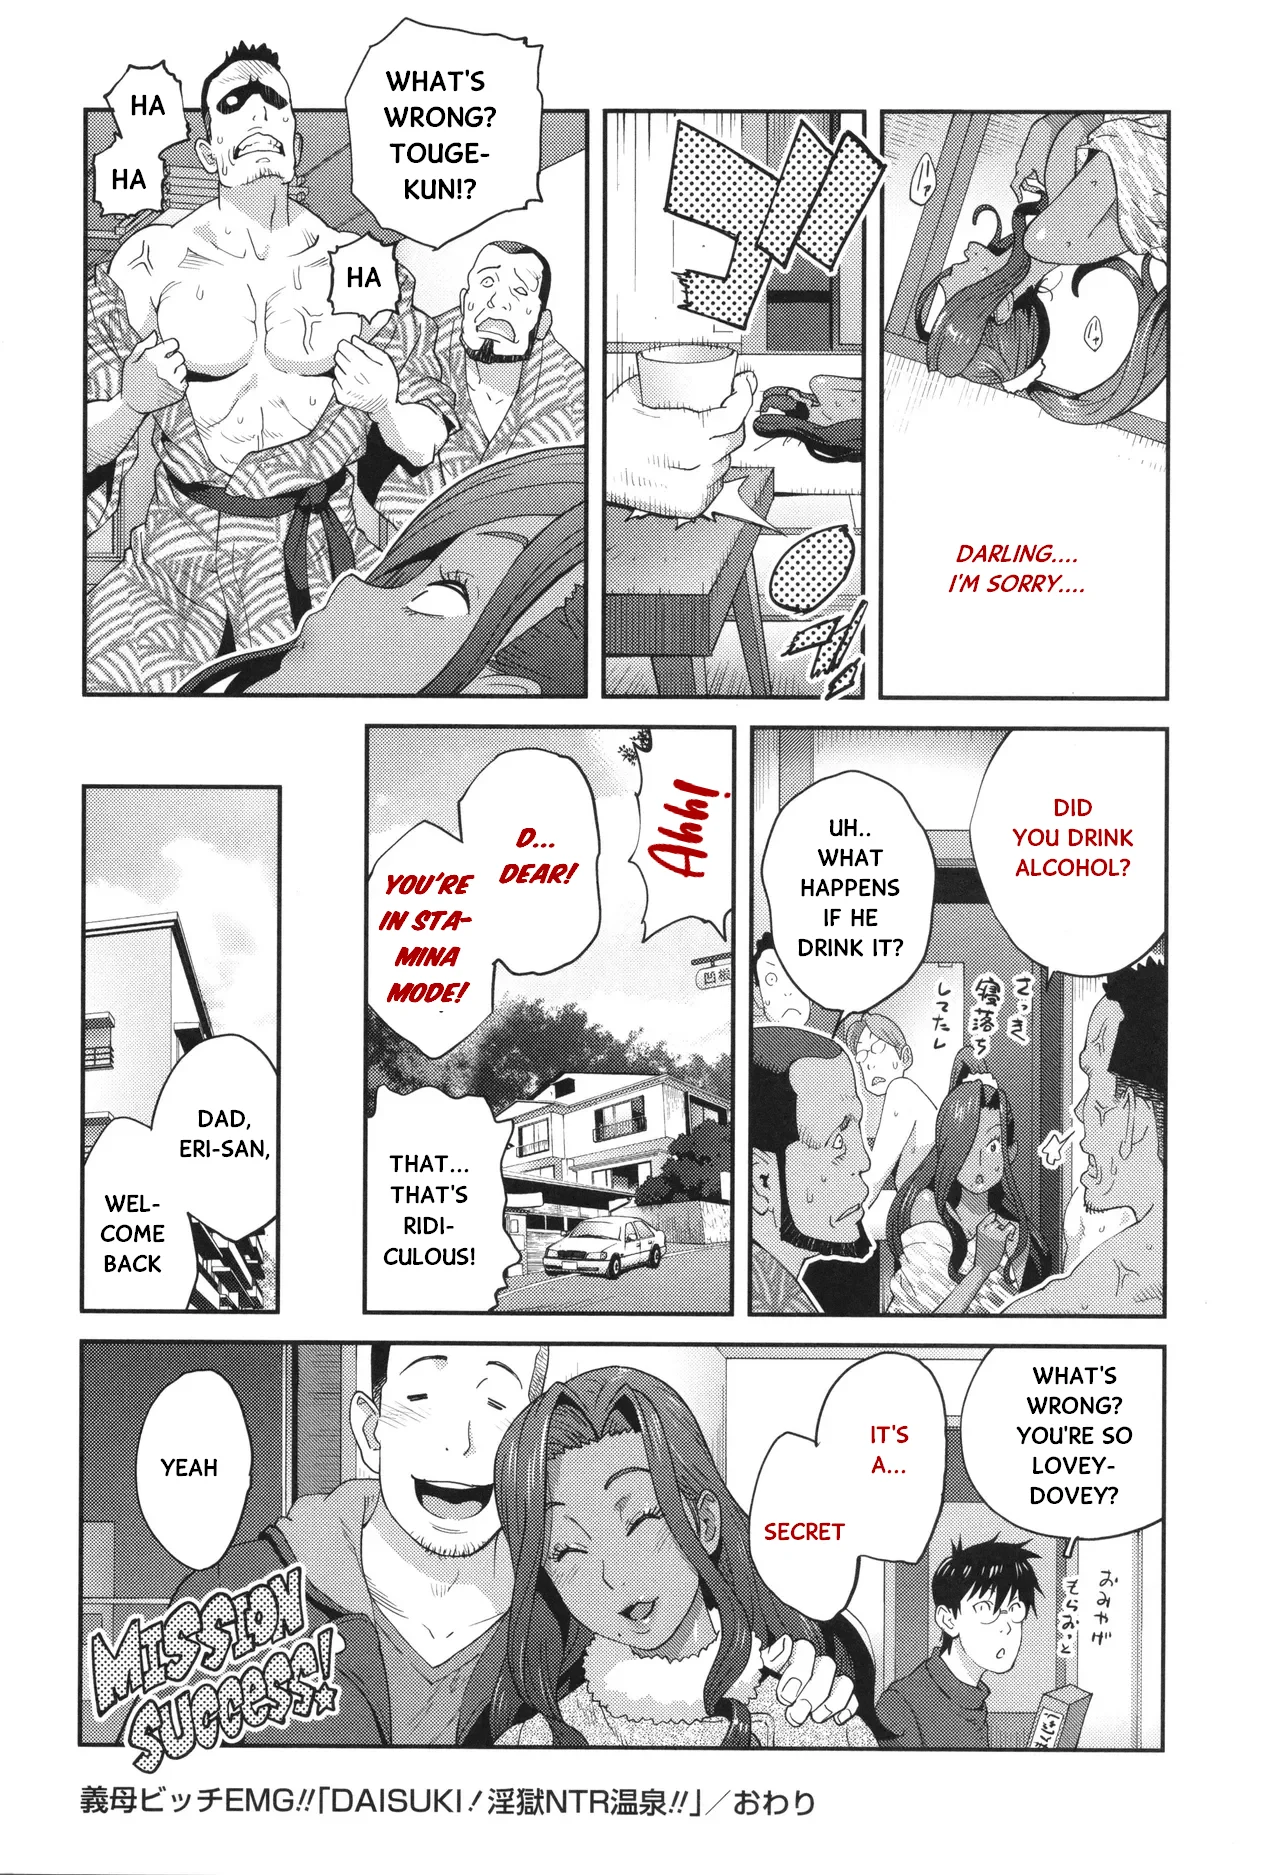 DARLING....
I'M SORRY....
WHAT'S
WRONG?
TOUGE-
KUN!?
HA
HA
HA
DID
YOU DRINK
ALCOHOL?
UH..
WHAT
HAPPENS
IF HE
DRINK IT?
さっき
寝落ち
してたし
Ahh!
D...
DEAR!
YOU'RE
IN STA-
MINA
MODE!
THAT...
THAT'S
RIDI-
CULOUS!
DAD,
ERI-SAN,
WEL-
COME
BACK
WHAT'S
WRONG?
YOU'RE SO
LOVEY-
DOVEY?
おみやげ
もらおっと
IT'S
A...
SECRET
YEAH
MISSION
SUCCESS!
義母ビッチEMG!!「DAISUKI！淫獄NTR温泉!!」／おわり